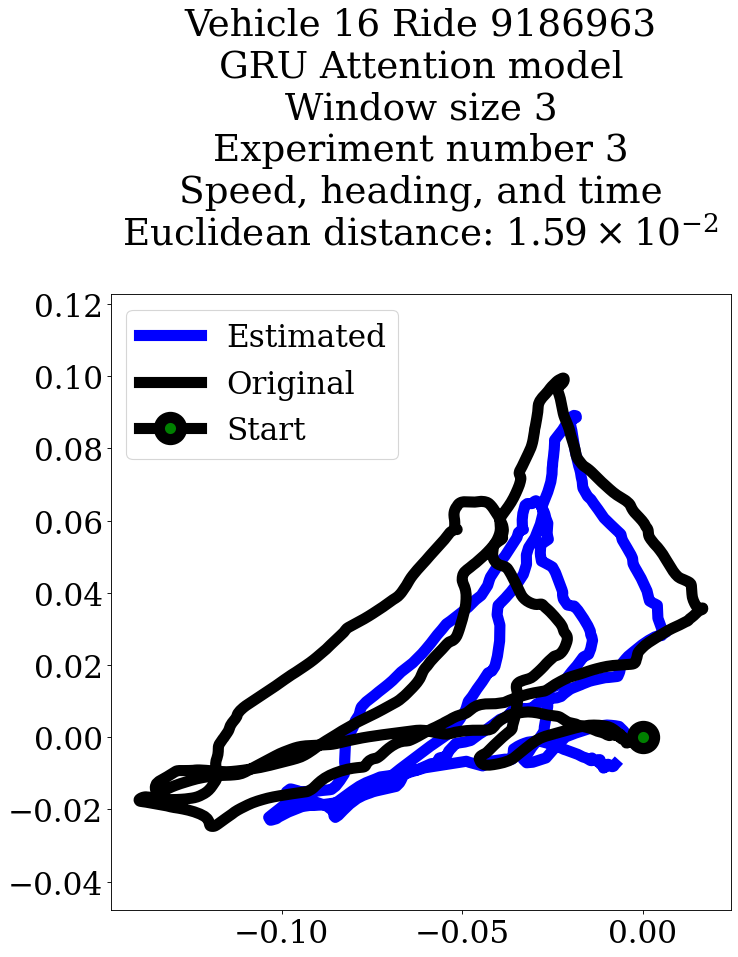 Vehicle 16 Ride 9186963
GRU Attention model
Window size 3
Experiment number 3
Speed, heading, and time
Euclidean distance: 1.59 × 10⁻²
0.12
0.10
0.08
0.06
0.04
0.02
0.00
−0.02
−0.04
Estimated
Original
Start
−0.10
−0.05
0.00